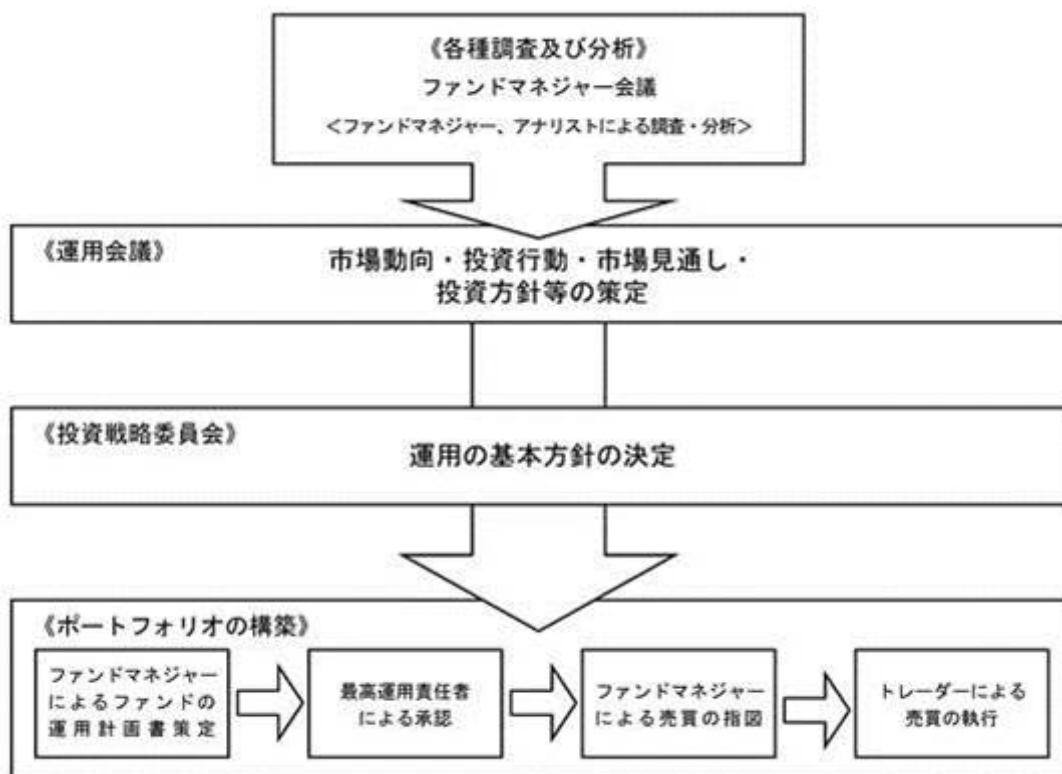 《各種調査及び分析》
ファンドマネジャー会議
＜ファンドマネジャー、アナリストによる調査・分析＞
《運用会議》
市場動向・投資行動・市場見通し・
投資方針等の策定
《投資戦略委員会》
運用の基本方針の決定
《ポートフォリオの構築》
ファンドマネジャー
によるファンドの
運用計画書策定
最高運用責任者
による承認
ファンドマネジャー
による売買の指図
トレーダーによる
売買の執行